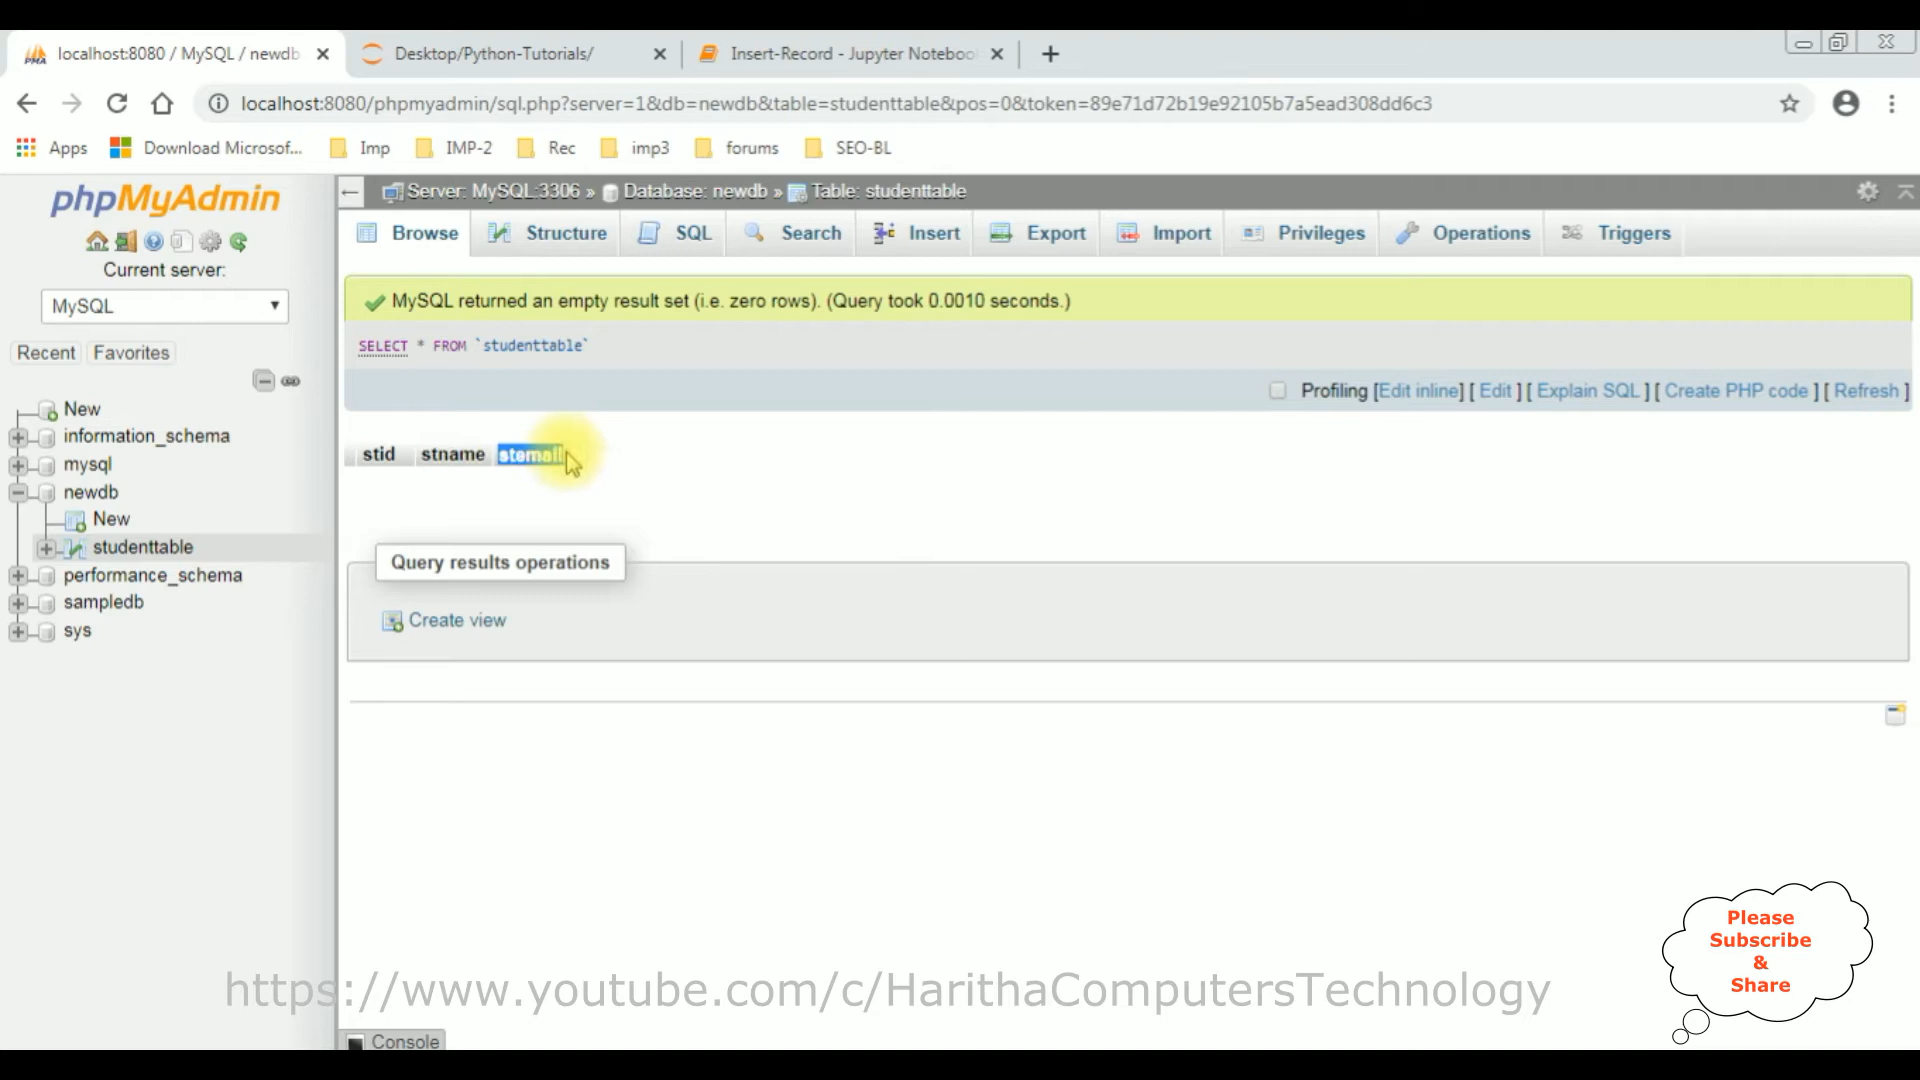 localhost:8080 / MySQL / newdb
Desktop/Python-Tutorials/
Insert-Record - Jupyter Noteboo
localhost:8080/phpmyadmin/sql.php?server=1&db=newdb&table=studenttable&pos=0&token=89e71d72b19e92105b7a5ead308dd6c3
Apps
Download Microsof...
Imp
IMP-2
Rec
imp3
forums
SEO-BL
phpMyAdmin
Current server:
MySQL
Recent
Favorites
New
information_schema
mysql
newdb
New
studenttable
performance_schema
sampledb
sys
Server: MySQL:3306 » Database: newdb » Table: studenttable
Browse
Structure
SQL
Search
Insert
Export
Import
Privileges
Operations
Triggers
MySQL returned an empty result set (i.e. zero rows). (Query took 0.0010 seconds.)
SELECT * FROM `studenttable`
Profiling [Edit inline] [ Edit ] [ Explain SQL ] [ Create PHP code ] [ Refresh ]
stid stname stemail
Query results operations
Create view
Please
Subscribe
&
Share
https://www.youtube.com/c/HarithaComputersTechnology
Console